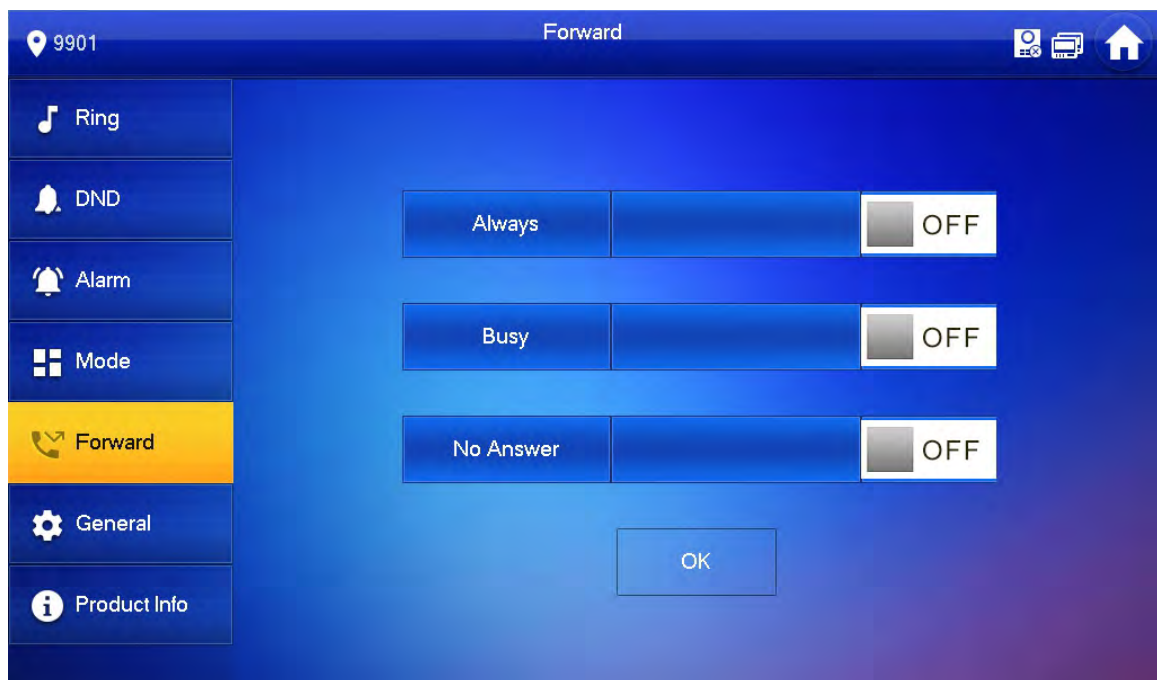 9901
Forward
Ring
DND
Alarm
Mode
Forward
General
Product Info
Always
OFF
Busy
OFF
No Answer
OFF
OK